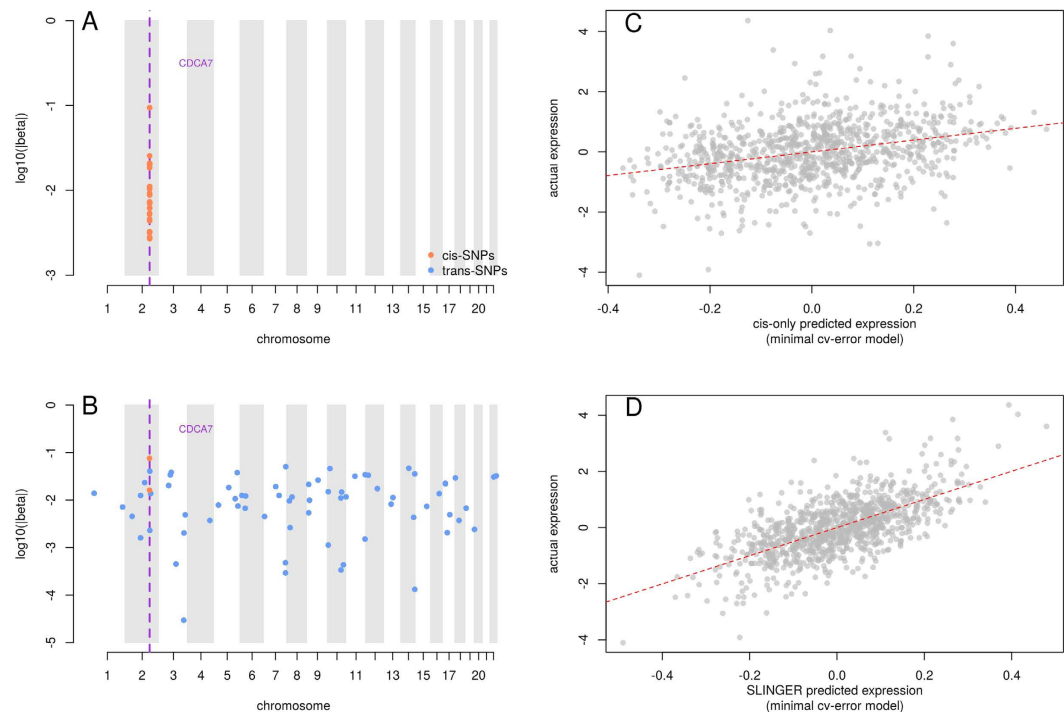 A
CDCA7
log10(|beta|)
0
-1
-2
-3
cis-SNPs
trans-SNPs
1 2 3 4 5 6 7 8 9 10 11 13 15 17 20
chromosome
C
actual expression
4
2
0
-2
-4
-0.4 -0.2 0.0 0.2 0.4
cis-only predicted expression
(minimal cv-error model)
B
CDCA7
log10(|beta|)
0
-1
-2
-3
-4
-5
1 2 3 4 5 6 7 8 9 10 11 13 15 17 20
chromosome
D
actual expression
4
2
0
-2
-4
-0.4 -0.2 0.0 0.2 0.4
SLINGER predicted expression
(minimal cv-error model)